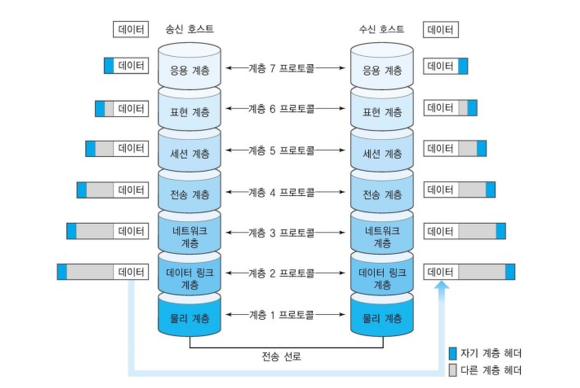 데이터 송신 호스트 수신 호스트 데이터
데이터 응용 계층 계층 7 프로토콜 응용 계층 데이터
데이터 표현 계층 계층 6 프로토콜 표현 계층 데이터
데이터 세션 계층 계층 5 프로토콜 세션 계층 데이터
데이터 전송 계층 계층 4 프로토콜 전송 계층 데이터
데이터 네트워크 계층 3 프로토콜 네트워크 데이터
계층 계층
데이터 데이터 링크 계층 2 프로토콜 데이터 링크 데이터
계층 계층
물리 계층 계층 1 프로토콜 물리 계층
전송 선로
자기 계층 헤더
다른 계층 헤더